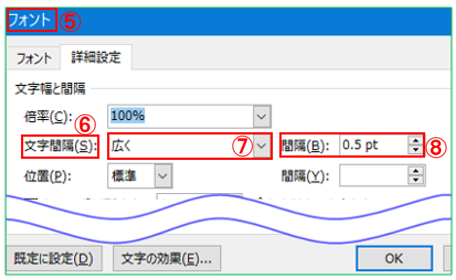 フォント ⑤
フォント 詳細設定
文字幅と間隔
倍率(C): 100%
⑥
文字間隔(S): 広く ⑦ 間隔(B): 0.5 pt ⑧
位置(P): 標準 間隔(Y):
既定に設定(D) 文字の効果(E)... OK